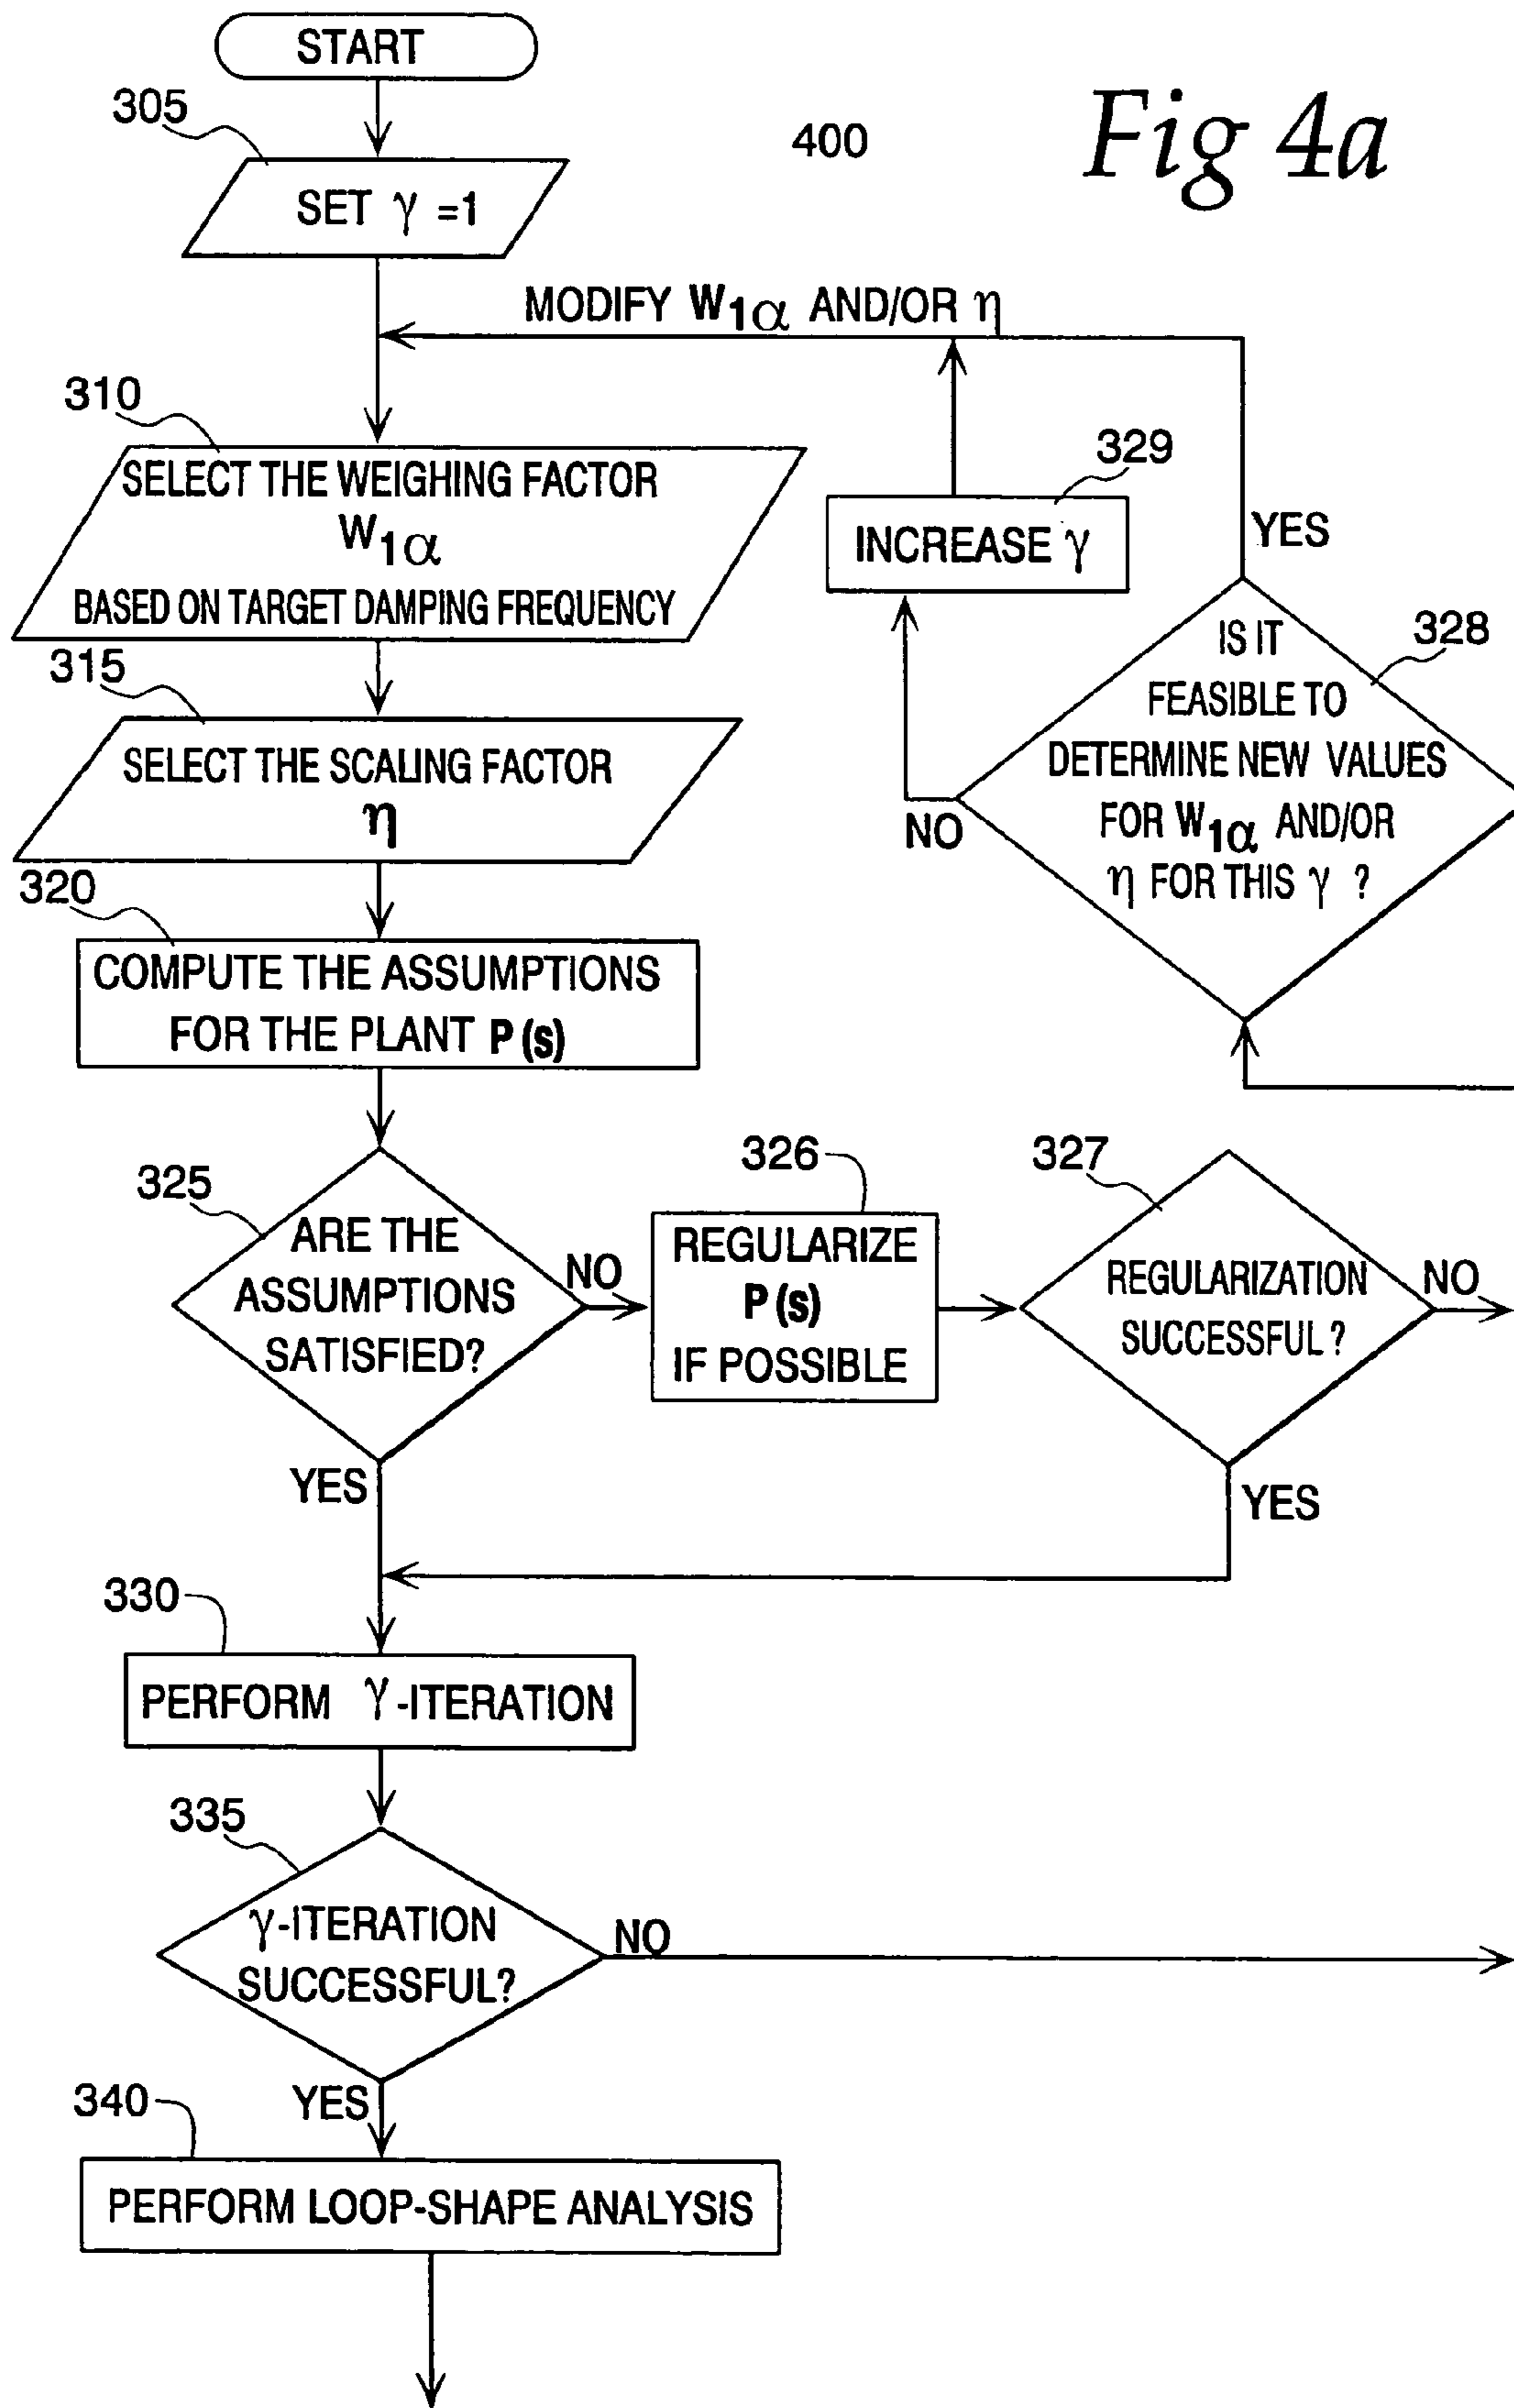 START
305
400
Fig 4a
SET γ =1
MODIFY W1α AND/OR η
310
SELECT THE WEIGHING FACTOR
W1α
BASED ON TARGET DAMPING FREQUENCY
329
INCREASE γ
YES
328
IS IT
FEASIBLE TO
DETERMINE NEW VALUES
FOR W1α AND/OR
η FOR THIS γ ?
NO
315
SELECT THE SCALING FACTOR
η
320
COMPUTE THE ASSUMPTIONS
FOR THE PLANT P(s)
325
ARE THE
ASSUMPTIONS
SATISFIED?
NO
326
REGULARIZE
P(s)
IF POSSIBLE
327
REGULARIZATION
SUCCESSFUL?
NO
YES
YES
330
PERFORM γ-ITERATION
335
γ-ITERATION
SUCCESSFUL?
NO
YES
340
PERFORM LOOP-SHAPE ANALYSIS